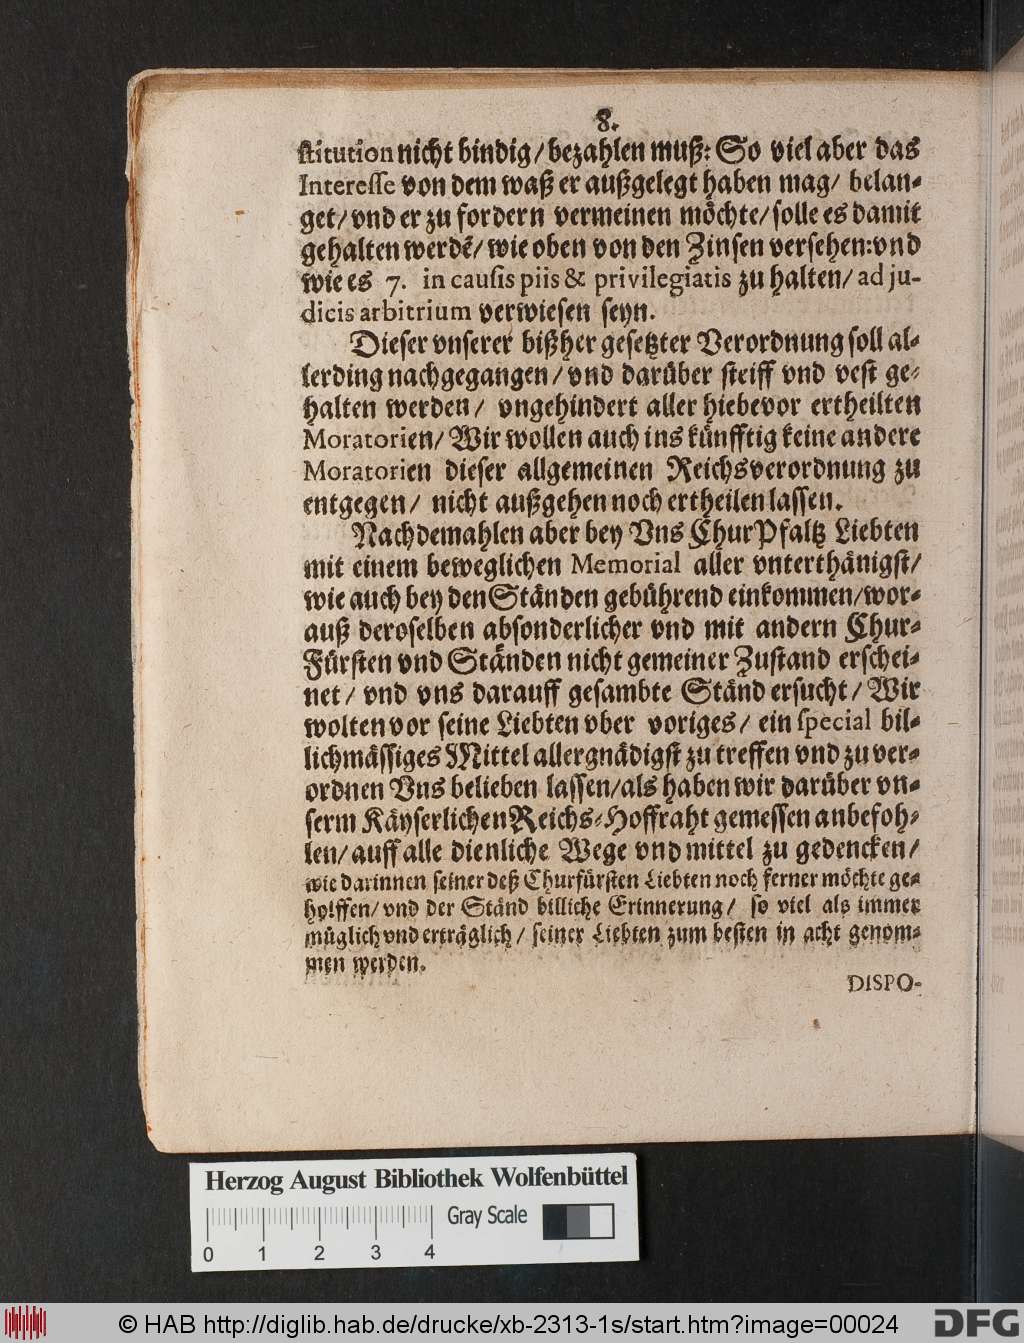 8.
stitution nicht bindig/ bezahlen muß: So viel aber das
Interesse von dem waß er außgelegt haben mag/ belan-
get/ vnd er zu fordern vermeinen möchte/ solle es damit
gehalten werdē/ wie oben von den Zinsen versehen: vnd
wie es 7. in causis piis & privilegiatis zu halten/ ad ju-
dicis arbitrium verwiesen seyn.
Dieser vnserer bißher gesetzter Verordnung soll al-
lerding nachgegangen/ vnd darüber steiff vnd vest ge-
halten werden/ vngehindert aller hiebevor ertheilten
Moratorien/ Wir wollen auch ins künfftig keine andere
Moratorien dieser allgemeinen Reichsverordnung zu
entgegen/ nicht außgehen noch ertheilen lassen.
Nachdemahlen aber bey Vns ChurPfaltz Liebten
mit einem beweglichen Memorial aller vnterthänigst/
wie auch bey den Ständen gebührend einkommen/ wor-
auß deroselben absonderlicher vnd mit andern Chur-
Fürsten vnd Ständen nicht gemeiner Zustand erschei-
net/ vnd vns darauff gesambte Ständ ersucht/ Wir
wolten vor seine Liebten vber voriges/ ein special bil-
lichmässiges Mittel allergnädigst zu treffen vnd zu ver-
ordnen Vns belieben lassen/ als haben wir darüber vn-
serm Käyserlichen Reichs-Hoffraht gemessen anbefoh-
len/ auff alle dienliche Wege vnd mittel zu gedencken/
wie darinnen seiner deß Churfürsten Liebten noch ferner möchte ge-
holffen/ vnd der Ständ billiche Erinnerung/ so viel als immer
müglich vnd erträglich/ seiner Liebten zum besten in acht genom-
men werden.
DISPO-
Herzog August Bibliothek Wolfenbüttel
Gray Scale
0 1 2 3 4
© HAB http://diglib.hab.de/drucke/xb-2313-1s/start.htm?image=00024
DFG